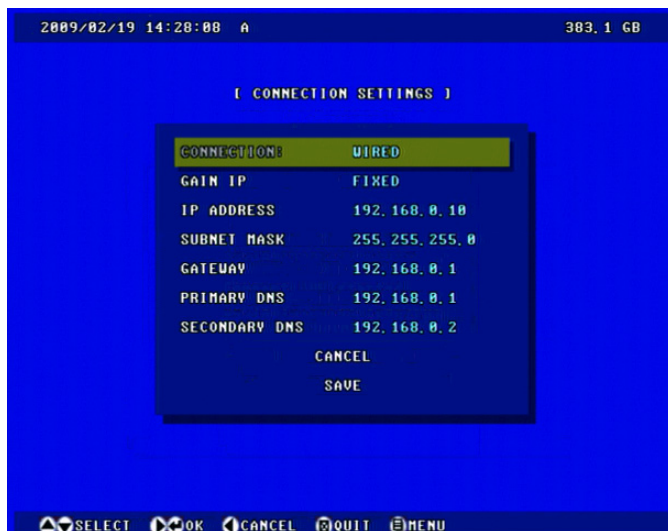 2009/02/19 14:28:08 A 383.1 GB
[ CONNECTION SETTINGS ]
CONNECTION: WIRED
GAIN IP FIXED
IP ADDRESS 192.168.0.10
SUBNET MASK 255.255.255.0
GATEWAY 192.168.0.1
PRIMARY DNS 192.168.0.1
SECONDARY DNS 192.168.0.2
CANCEL
SAVE
SELECT OK CANCEL QUIT MENU